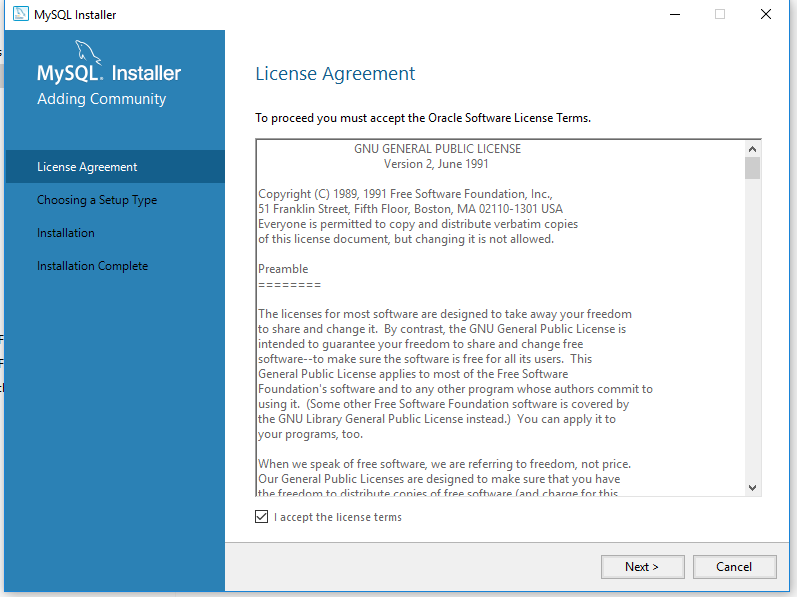 MySQL Installer
MySQL. Installer
Adding Community
License Agreement
Choosing a Setup Type
Installation
Installation Complete
License Agreement
To proceed you must accept the Oracle Software License Terms.
GNU GENERAL PUBLIC LICENSE
Version 2, June 1991
Copyright (C) 1989, 1991 Free Software Foundation, Inc.,
51 Franklin Street, Fifth Floor, Boston, MA 02110-1301 USA
Everyone is permitted to copy and distribute verbatim copies
of this license document, but changing it is not allowed.
Preamble
========
The licenses for most software are designed to take away your freedom
to share and change it.  By contrast, the GNU General Public License is
intended to guarantee your freedom to share and change free
software--to make sure the software is free for all its users.  This
General Public License applies to most of the Free Software
Foundation's software and to any other program whose authors commit to
using it.  (Some other Free Software Foundation software is covered by
the GNU Library General Public License instead.)  You can apply it to
your programs, too.
When we speak of free software, we are referring to freedom, not price.
Our General Public Licenses are designed to make sure that you have
the freedom to distribute copies of free software (and charge for this
I accept the license terms
Next >
Cancel